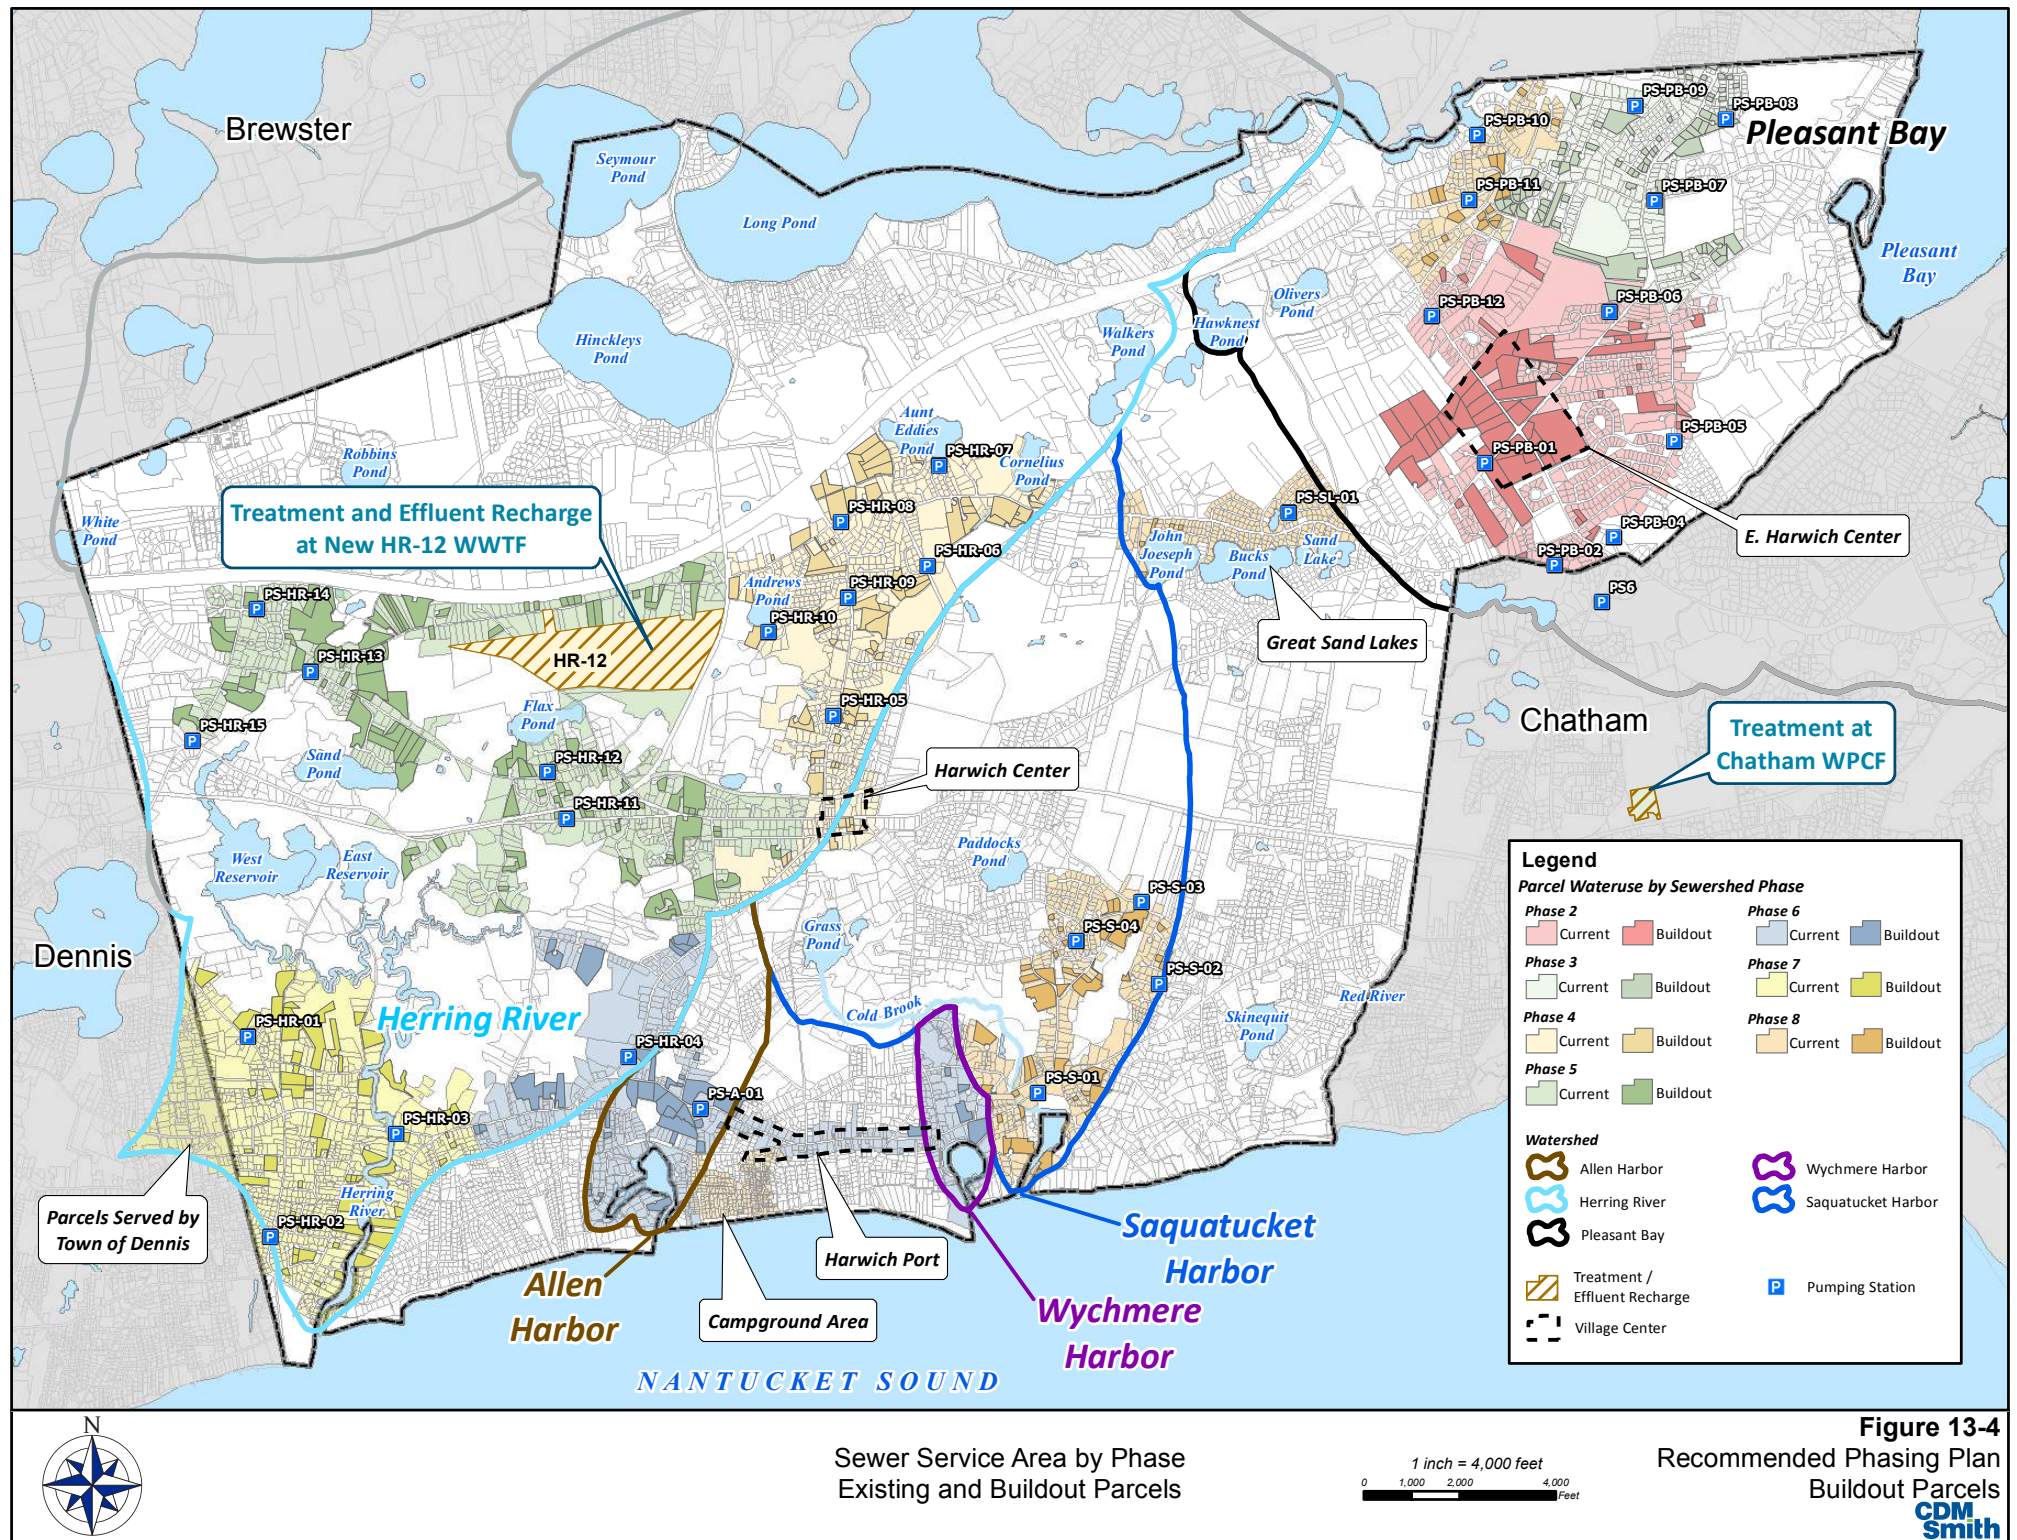 Brewster
Seymour
Pond
Long Pond
Hinckleys
Pond
PS-PB-09
PS-PB-08
PS-PB-10
Pleasant Bay
PS-PB-11
PS-PB-07
Pleasant
Bay
Olivers
Pond
PS-PB-12
PS-PB-06
Walkers
Pond
Hawknest
Pond
Aunt
Eddies
Pond
PS-HR-07
Cornelius
Pond
PS-PB-05
PS-PB-01
Robbins
Pond
White
Pond
Treatment and Effluent Recharge
at New HR-12 WWTF
PS-HR-08
PS-SL-01
PS-PB-04
E. Harwich Center
John
Joeseph
Pond
Bucks
Pond
Sand
Lake
PS-PB-02
PS-HR-06
Andrews
Pond
PS-HR-09
PS-HR-10
PS6
PS-HR-14
Great Sand Lakes
PS-HR-13
HR-12
PS-HR-05
Flax
Pond
PS-HR-15
Chatham
Treatment at
Chatham WPCF
Sand
Pond
PS-HR-12
Harwich Center
PS-HR-11
West
Reservoir
East
Reservoir
Paddocks
Pond
PS-S-03
Grass
Pond
PS-S-04
Dennis
PS-S-02
Red River
Herring River
Cold Brook
Skinequit
Pond
PS-HR-01
PS-HR-04
PS-A-01
PS-S-01
PS-HR-03
Herring
River
PS-HR-02
Parcels Served by
Town of Dennis
Harwich Port
Campground Area
Allen
Harbor
Saquatucket
Harbor
Wychmere
Harbor
NANTUCKET SOUND
Legend
Parcel Wateruse by Sewershed Phase
Phase 2
Current Buildout
Phase 3
Current Buildout
Phase 4
Current Buildout
Phase 5
Current Buildout
Phase 6
Current Buildout
Phase 7
Current Buildout
Phase 8
Current Buildout
Watershed
Allen Harbor
Herring River
Pleasant Bay
Wychmere Harbor
Saquatucket Harbor
Treatment /
Effluent Recharge
P Pumping Station
Village Center
N
Sewer Service Area by Phase
Existing and Buildout Parcels
1 inch = 4,000 feet
0 1,000 2,000 4,000
Feet
Figure 13-4
Recommended Phasing Plan
Buildout Parcels
CDM
Smith